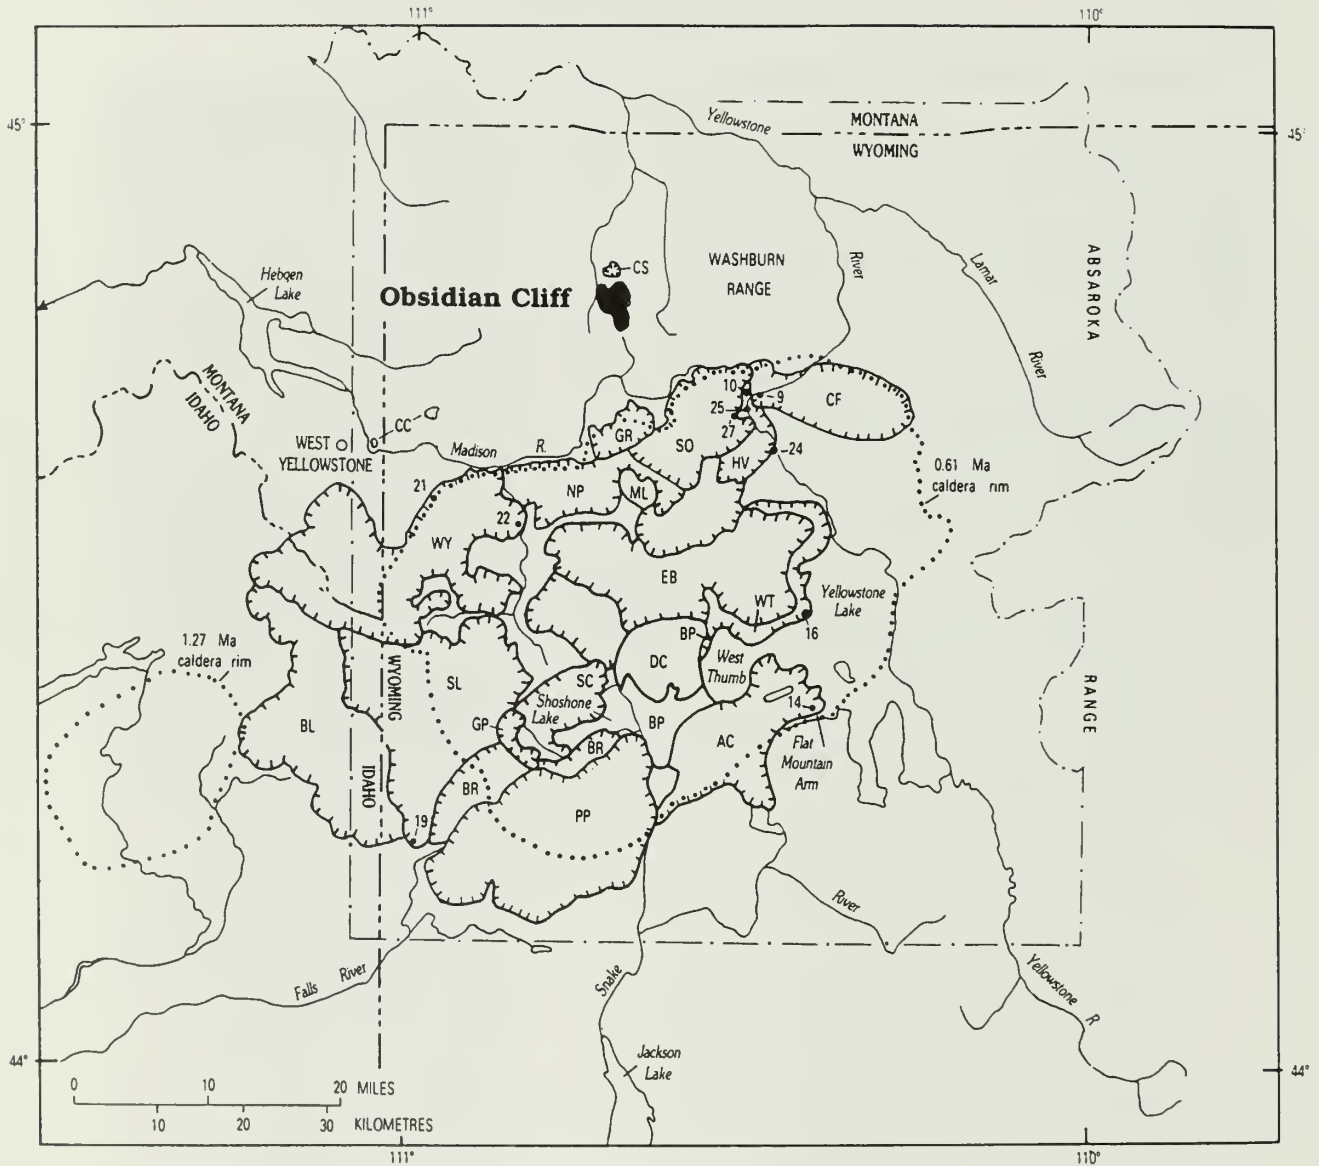 111°
110°
45°
45°
Yellowstone
MONTANA
WYOMING
River
Lamar
River
ABSAROKA
RANGE
WASHBURN
RANGE
CS
Obsidian Cliff
Hebgen
Lake
MONTANA
IDAHO
CC
WEST
YELLOWSTONE
Madison
R.
GR
10
9
25
27
SO
CF
24
HV
0.61 Ma
caldera rim
21
NP
ML
22
WY
EB
WT
Yellowstone
Lake
16
BP
1.27 Ma
caldera rim
WYOMING
IDAHO
SL
SC
DC
West
Thumb
Shoshone
Lake
14
BL
GP
BR
BP
AC
Flat
Mountain
Arm
BR
PP
19
River
Falls River
Snake
Yellowstone R
Jackson
Lake
44°
44°
0 10 20 MILES
10 20 30 KILOMETRES
111°
110°